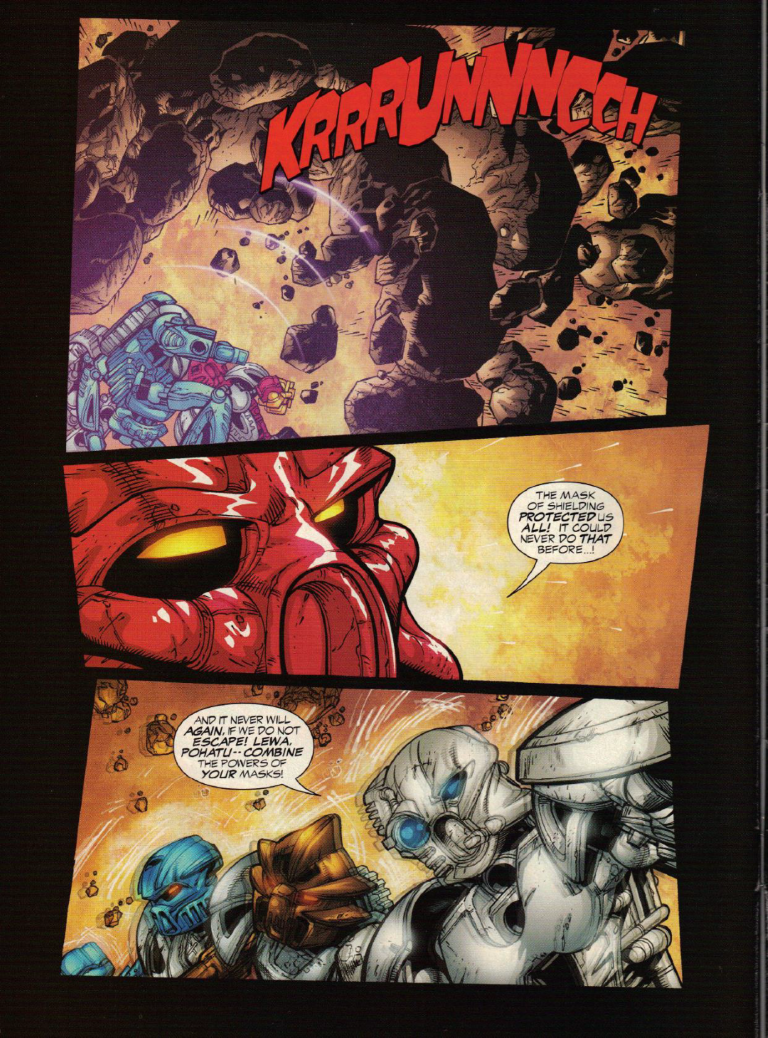 KRRRUNNNCCH
THE MASK
OF SHIELDING
PROTECTED US
ALL! IT COULD
NEVER DO THAT
BEFORE...!
AND IT NEVER WILL
AGAIN, IF WE DO NOT
ESCAPE! LEWA,
POHATU-- COMBINE
THE POWERS OF
YOUR MASKS!